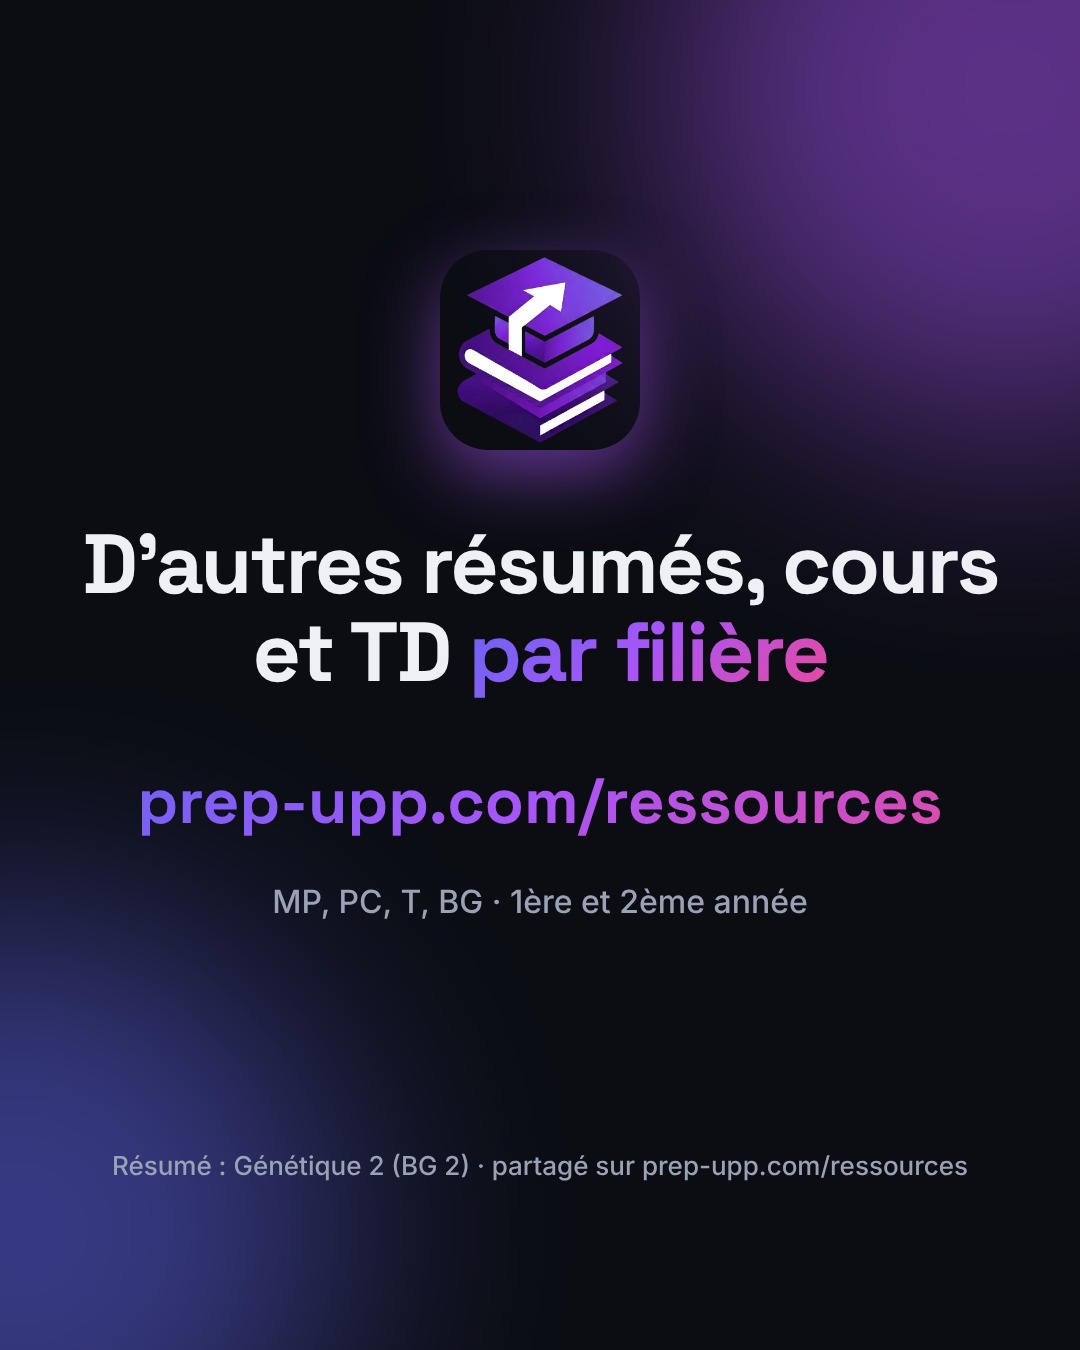 D’autres résumés, cours
et TD par filière
prep-upp.com/ressources
MP, PC, T, BG · 1ère et 2ème année
Résumé : Génétique 2 (BG 2) · partagé sur prep-upp.com/ressources